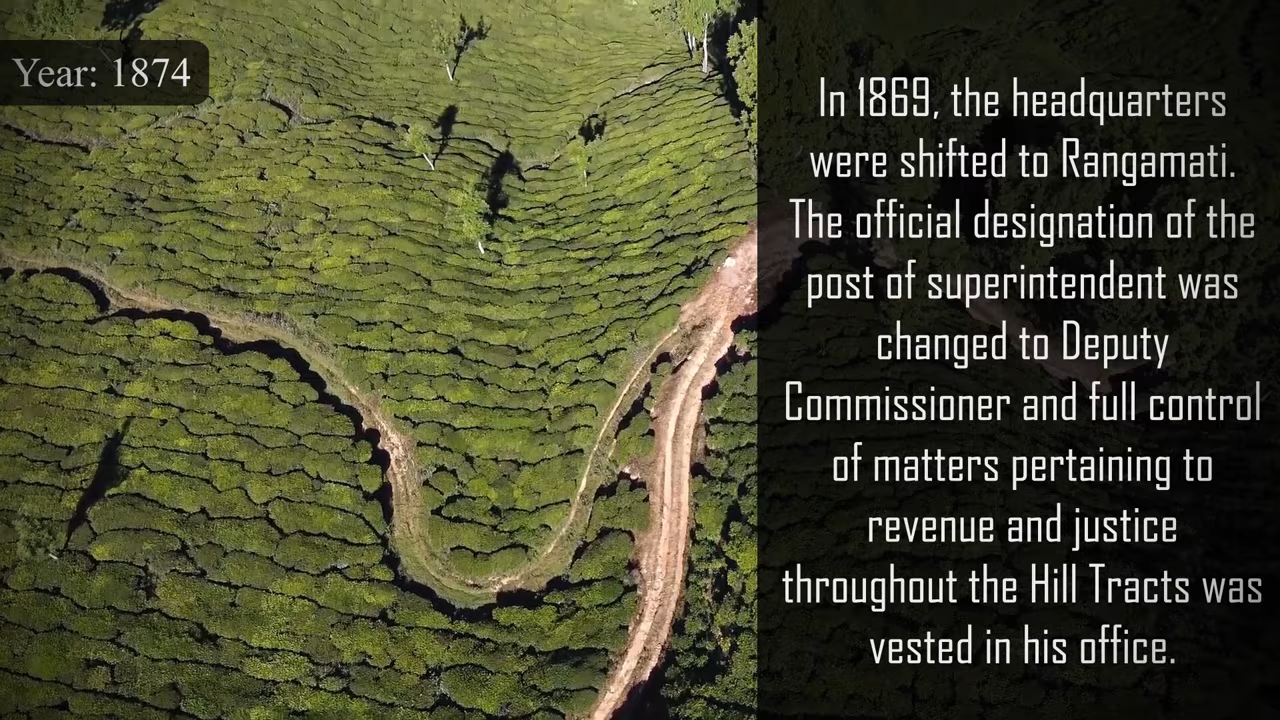 Year: 1874
In 1869, the headquarters
were shifted to Rangamati.
The official designation of the
post of superintendent was
changed to Deputy
Commissioner and full control
of matters pertaining to
revenue and justice
throughout the Hill Tracts was
vested in his office.